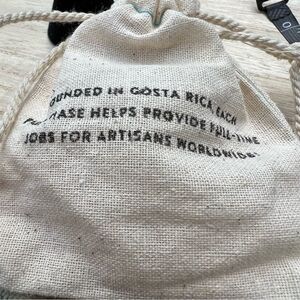 FOUNDED IN COSTA RICA, EACH
PURCHASE HELPS PROVIDE FULL-TIME
JOBS FOR ARTISANS WORLDWIDE.